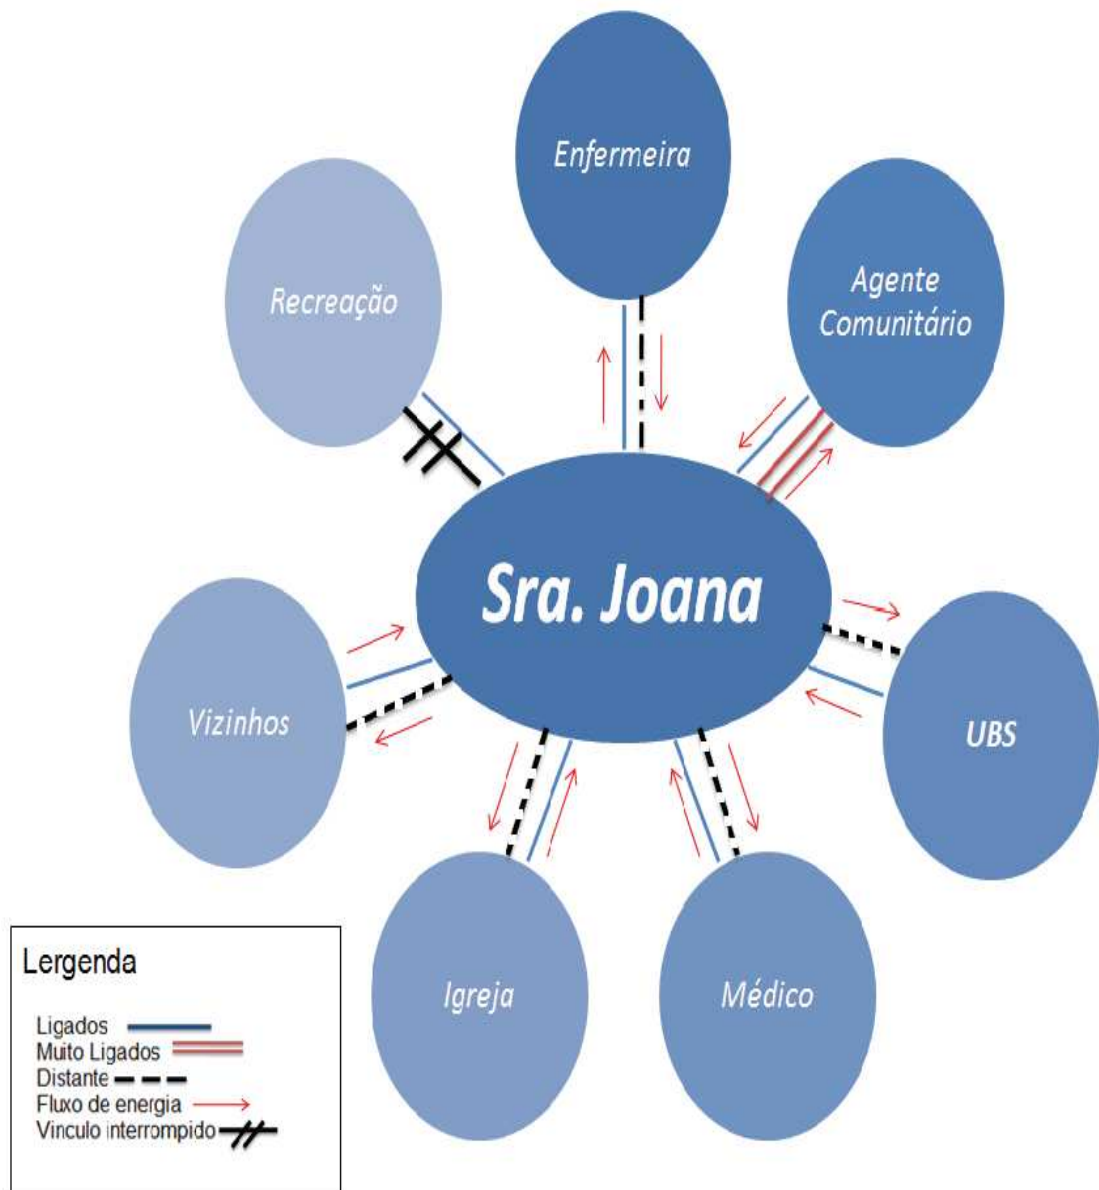 Enfermeira
Recreação
Agente
Comunitário
Sra. Joana
Vizinhos
UBS
Igreja
Médico
Lergenda
Ligados
Muito Ligados
Distante
Fluxo de energia
Vinculo interrompido